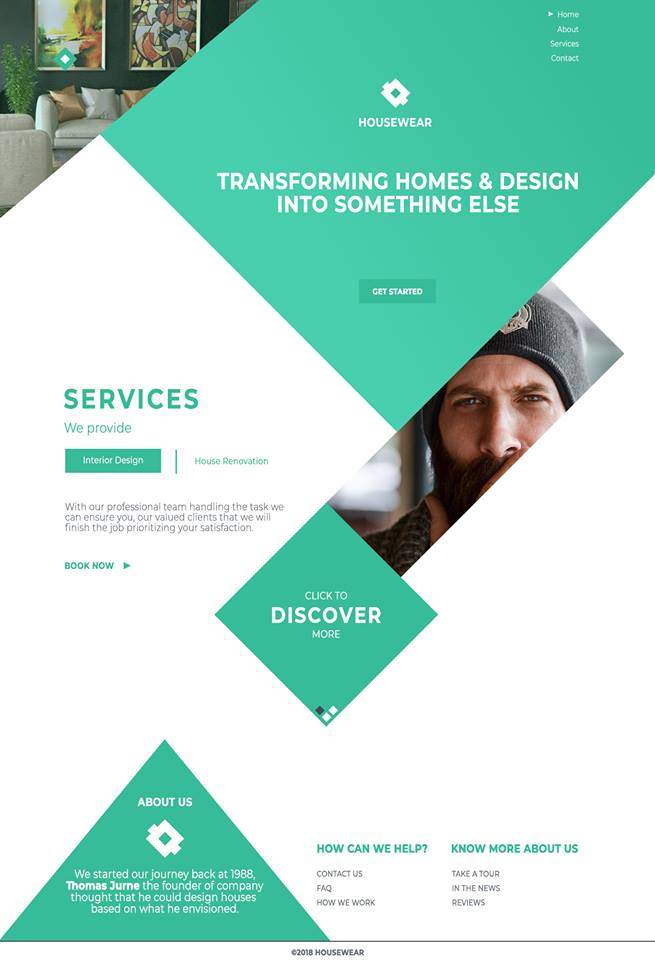 Home
About
Services
Contact
HOUSEWEAR
TRANSFORMING HOMES & DESIGN
INTO SOMETHING ELSE
GET STARTED
SERVICES
We provide
Interior Design
House Renovation
With our professional team handling the task we
can ensure you, our valued clients that we will
finish the job prioritizing your satisfaction.
BOOK NOW
CLICK TO
DISCOVER
MORE
ABOUT US
We started our journey back at 1988,
Thomas Jurne the founder of company
thought that he could design houses
based on what he envisioned.
HOW CAN WE HELP?
CONTACT US
FAQ
HOW WE WORK
KNOW MORE ABOUT US
TAKE A TOUR
IN THE NEWS
REVIEWS
©2018 HOUSEWEAR